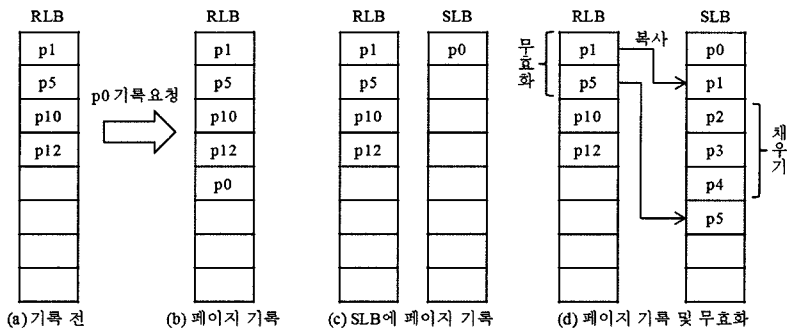 RLB
p1
p5
p10
p12
(a) 기록 전
p0 기록요청
RLB
p1
p5
p10
p12
p0
(b) 페이지 기록
RLB
p1
p5
p10
p12
SLB
p0
(c) SLB에 페이지 기록
무효화
RLB
p1
p5
p10
p12
복사
SLB
p0
p1
p2
p3
p4
p5
채우기
(d) 페이지 기록 및 무효화